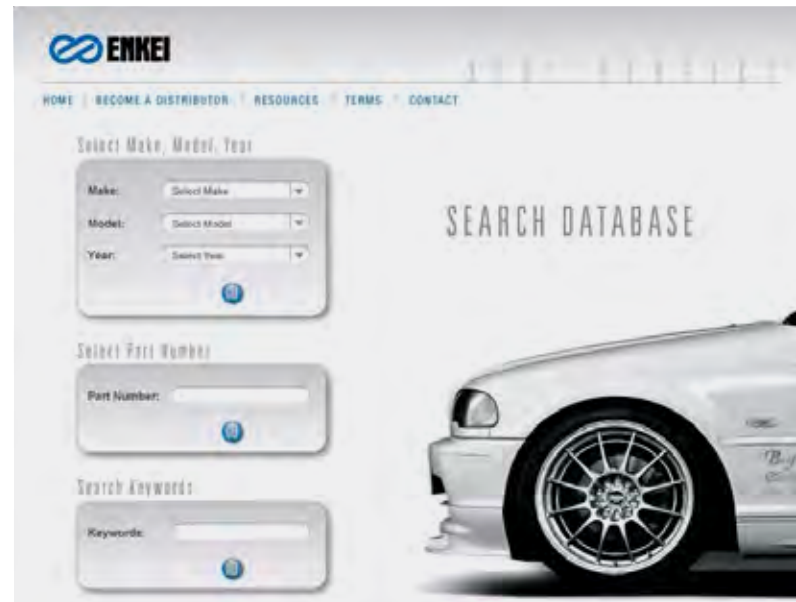 ENKEI
HOME | BECOME A DISTRIBUTOR RESOURCES TERMS CONTACT
Select Make, Model, Year
Make: Select Make
Model: Select Model
Year: Select Year
SEARCH DATABASE
Select Part Number
Part Number:
Search Keywords
Keywords: